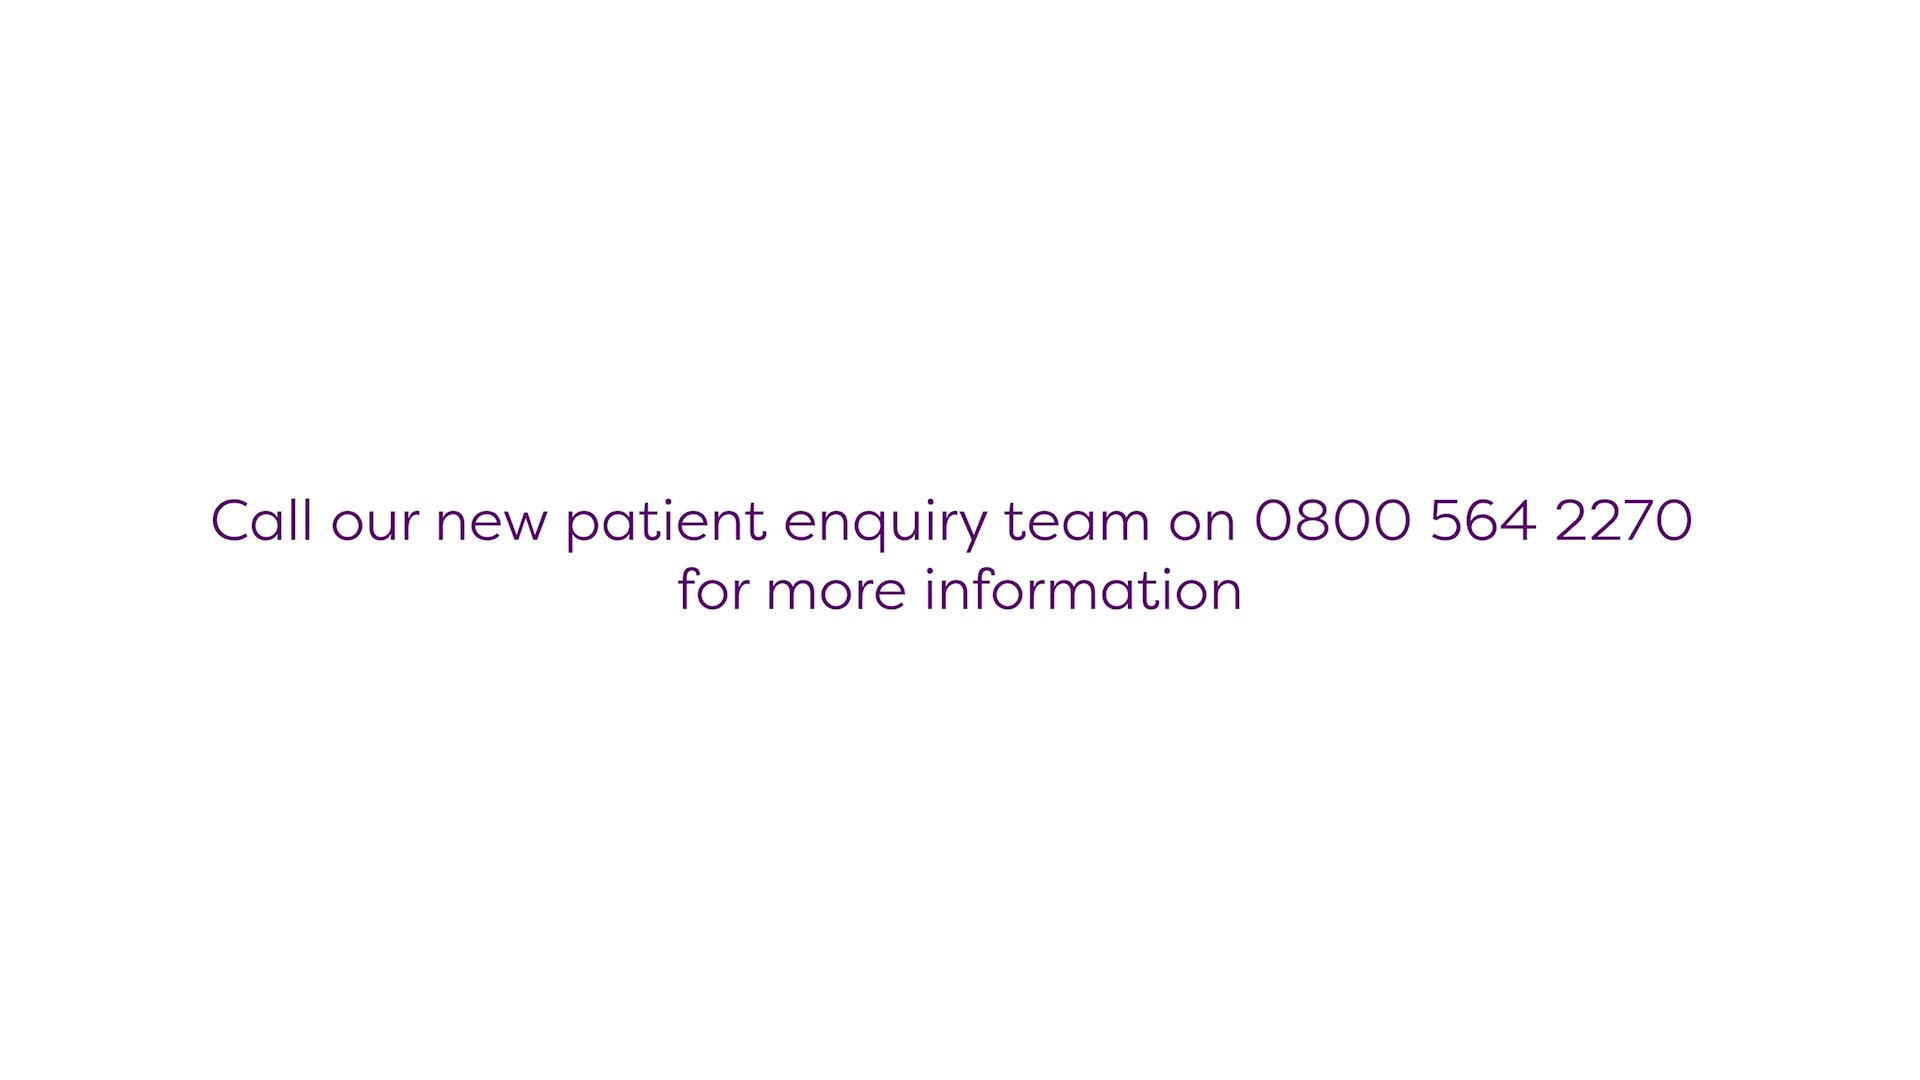 Call our new patient enquiry team on 0800 564 2270
for more information